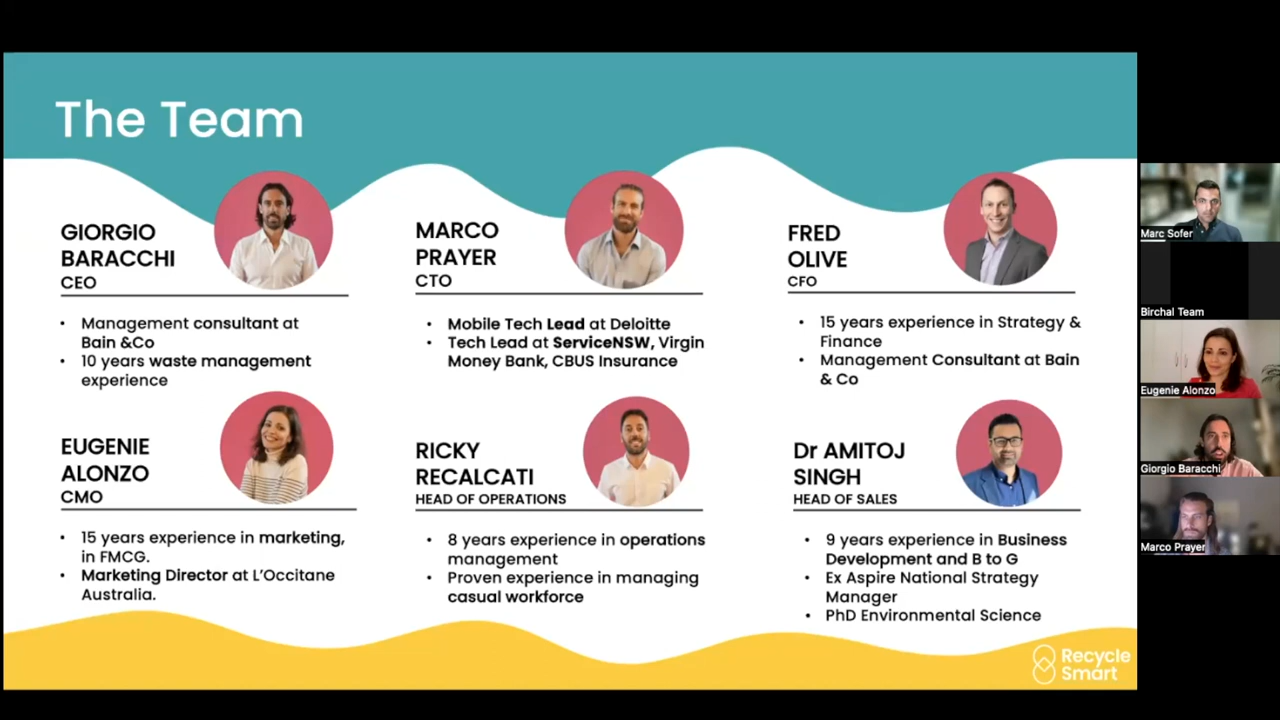 The Team
GIORGIO
BARACCHI
CEO
• Management consultant at
Bain &Co
• 10 years waste management
experience
MARCO
PRAYER
CTO
• Mobile Tech Lead at Deloitte
• Tech Lead at ServiceNSW, Virgin
Money Bank, CBUS Insurance
FRED
OLIVE
CFO
• 15 years experience in Strategy &
Finance
• Management Consultant at Bain
& Co
EUGENIE
ALONZO
CMO
• 15 years experience in marketing,
in FMCG.
• Marketing Director at L'Occitane
Australia.
RICKY
RECALCATI
HEAD OF OPERATIONS
• 8 years experience in operations
management
• Proven experience in managing
casual workforce
Dr AMITOJ
SINGH
HEAD OF SALES
• 9 years experience in Business
Development and B to G
• Ex Aspire National Strategy
Manager
• PhD Environmental Science
Recycle
Smart
Marc Sofer
Birchal Team
Eugenie Alonzo
Giorgio Baracchi
Marco Prayer